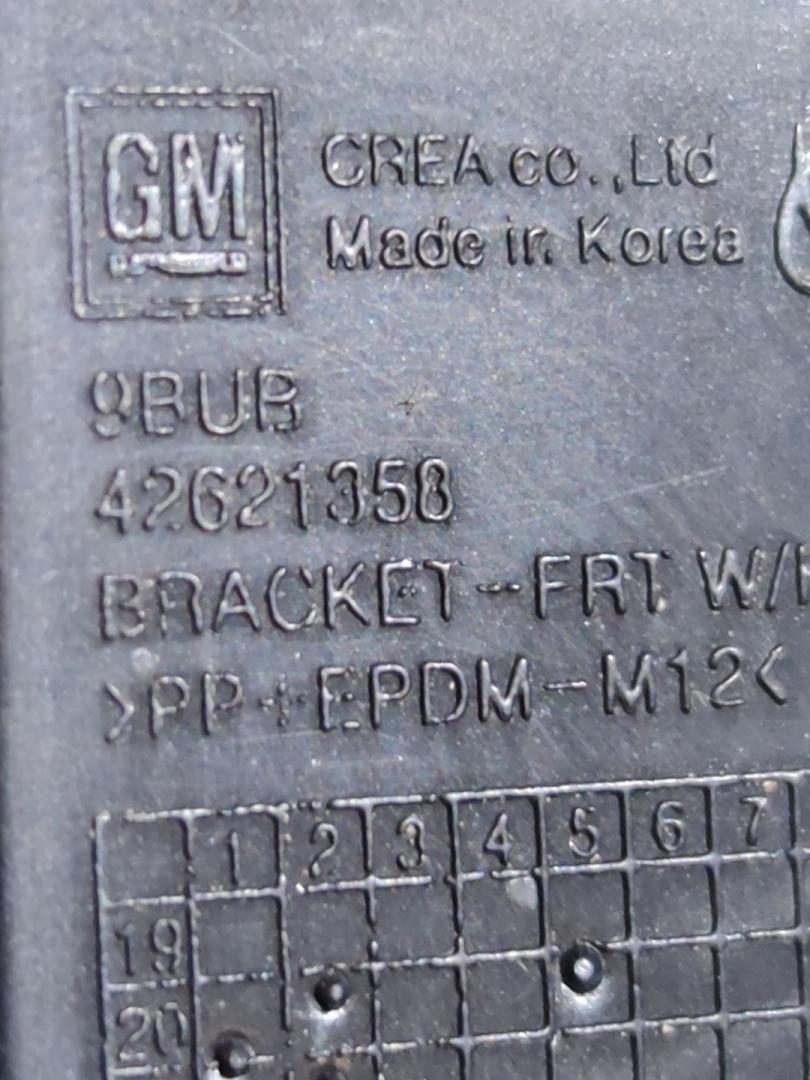 GM
CREA co.,Ltd
Made in Korea
9BUB
42621358
BRACKET-FRT W/
>PP+EPDM-M12<
1 2 3 4 5 6 7
19
20